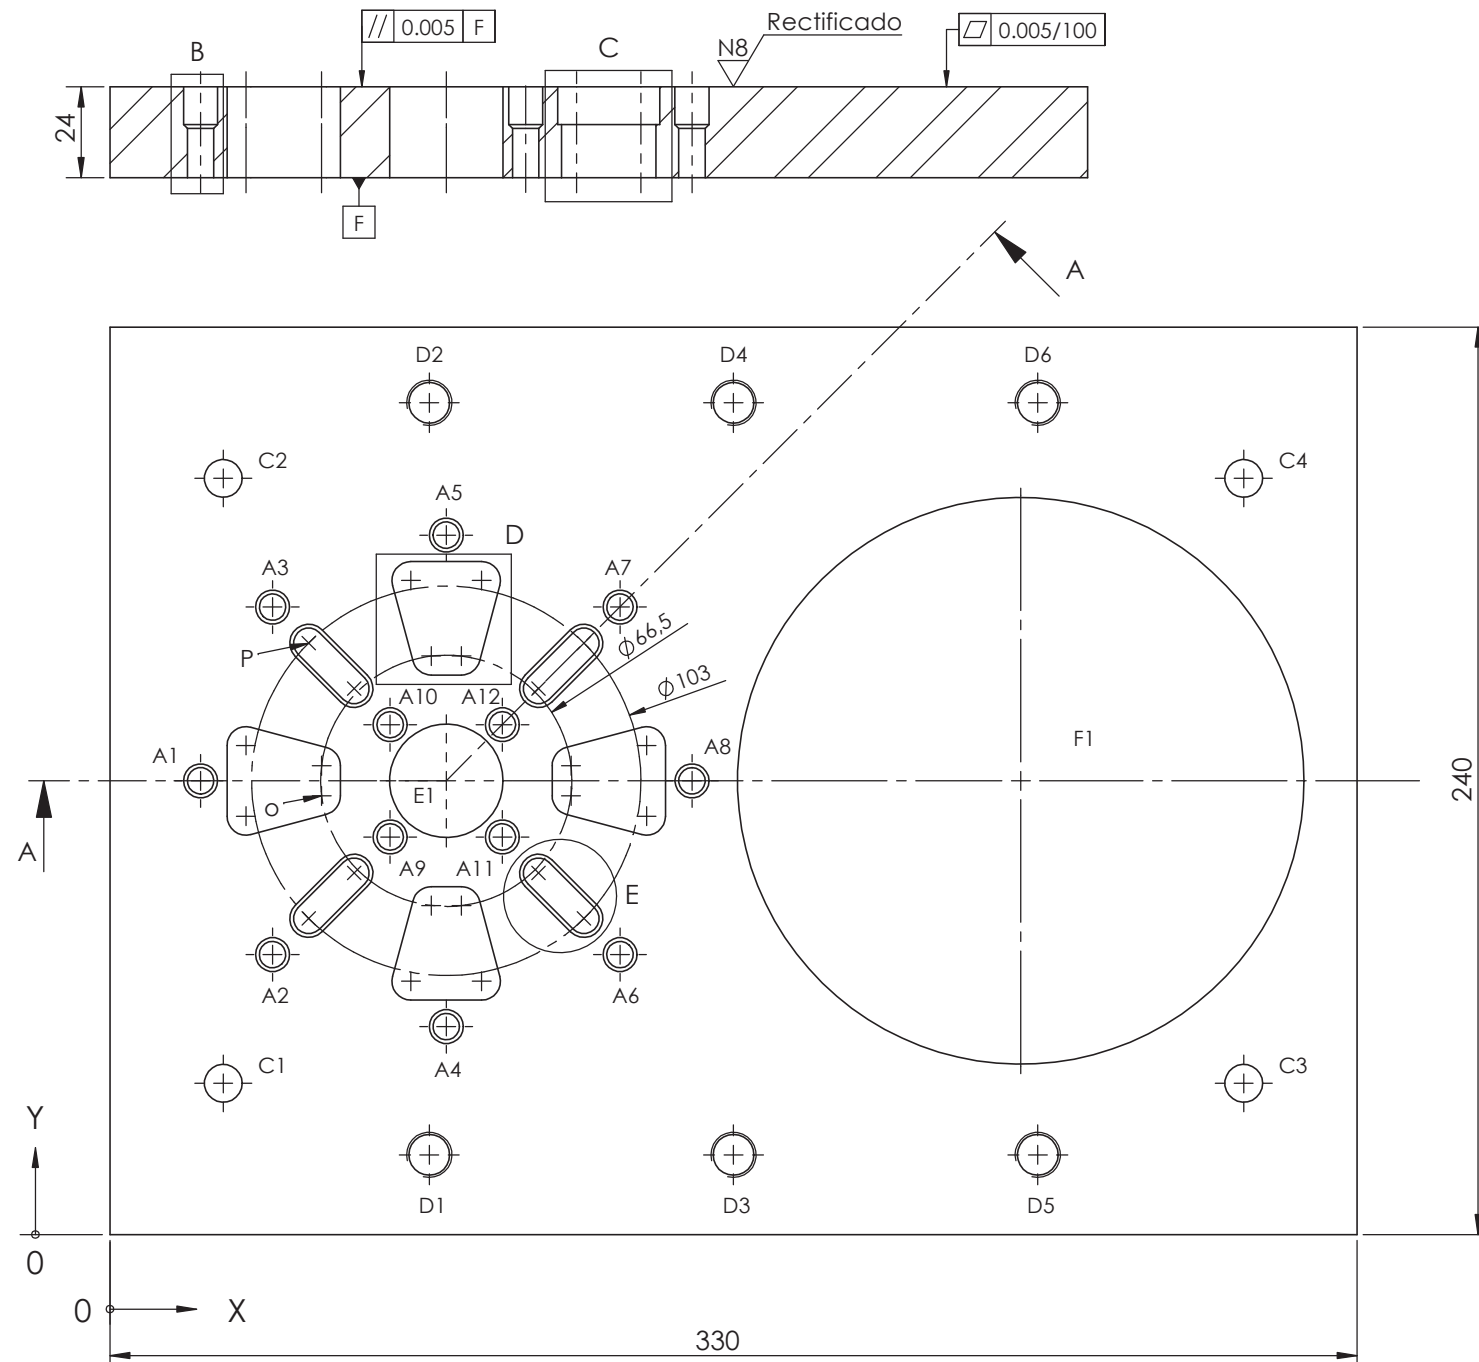 // 0.005 F
Rectificado
⏥ 0.005/100
B
C
N8
24
F
A
D2
D4
D6
C2
C4
A5
D
A3
A7
P
Ø66,5
Ø103
A10
A12
A1
A8
F1
E1
O
240
A
A9
A11
E
A2
A6
C1
C3
A4
Y
D1
D3
D5
0
0
X
330